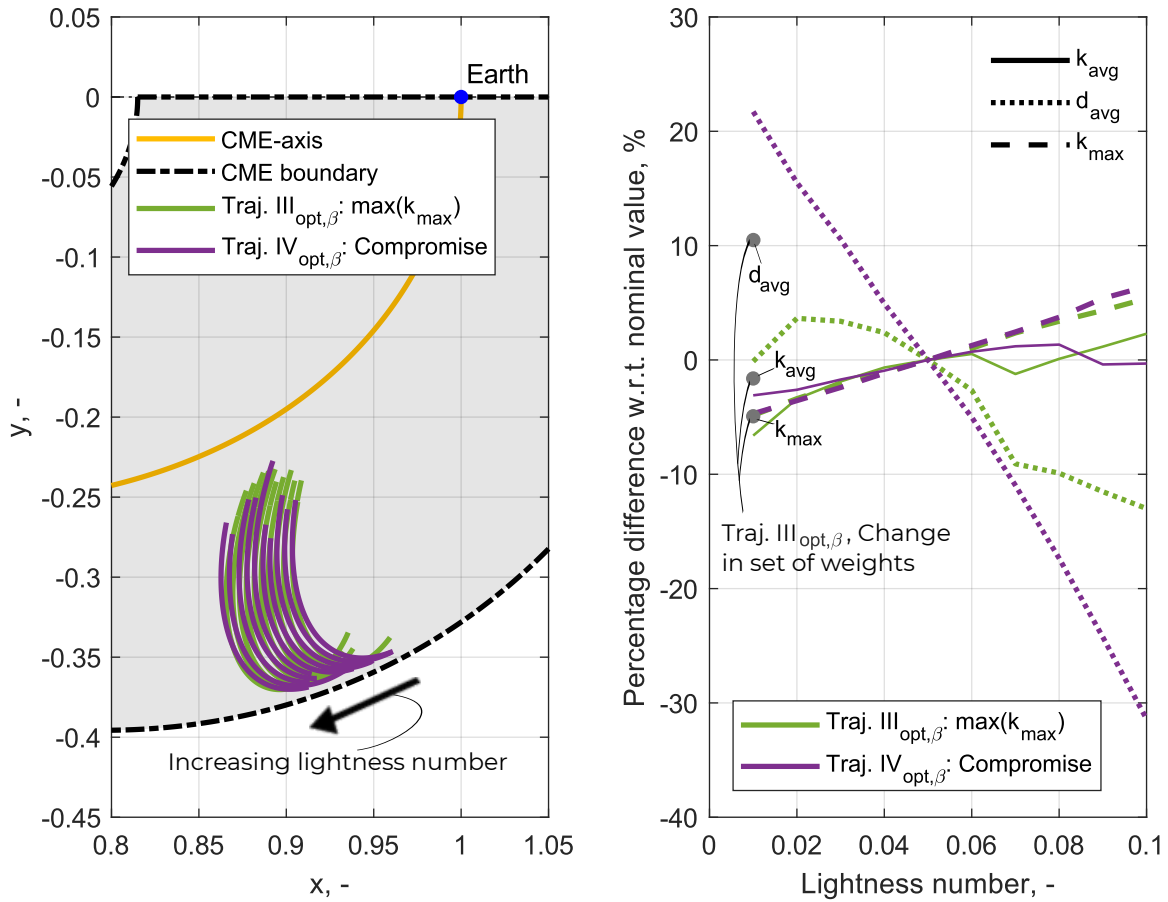 0.05
0
-0.05
-0.1
-0.15
-0.2
-0.25
-0.3
-0.35
-0.4
-0.45
y, -
Earth
CME-axis
CME boundary
Traj. III_opt,β: max(k_max)
Traj. IV_opt,β: Compromise
Increasing lightness number
0.8
0.85
0.9
0.95
1
1.05
x, -
30
20
10
0
-10
-20
-30
-40
Percentage difference w.r.t. nominal value, %
k_avg
d_avg
k_max
d_avg
k_avg
k_max
Traj. III_opt,β, Change
in set of weights
Traj. III_opt,β: max(k_max)
Traj. IV_opt,β: Compromise
0
0.02
0.04
0.06
0.08
0.1
Lightness number, -